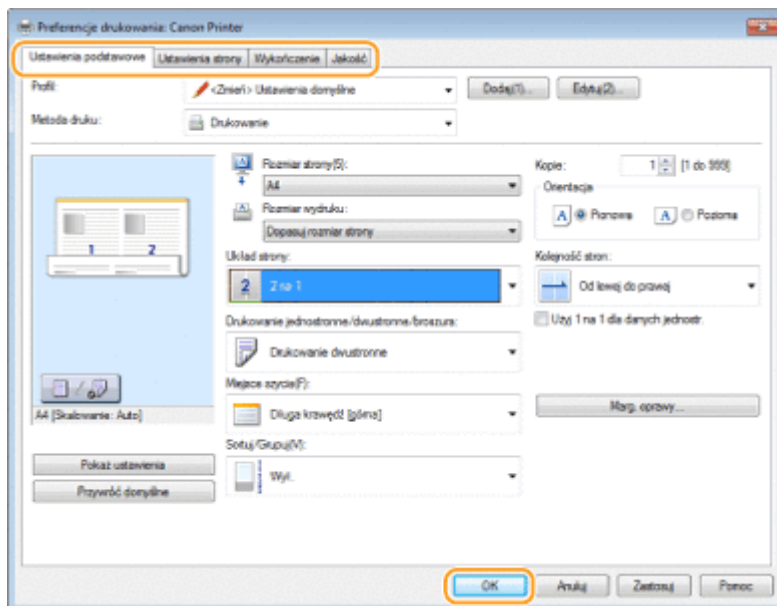 Preferencje drukowania: Canon Printer
Ustawienia podstawowe Ustawienia strony Wykończenie Jakość
Profil: <Zmień> Ustawienia domyślne Dodaj(1)... Edytuj(2)...
Metoda druku: Drukowanie
Rozmiar strony(S): Kopie: 1 [1 do 999]
A4 Orientacja
Rozmiar wydruku: A Pionowa A Pozioma
Dopasuj rozmiar strony
1 2
Układ strony: Kolejność stron:
2 2 na 1 Od lewej do prawej
Drukowanie jednostronne/dwustronne/broszura: Użyj 1 na 1 dla danych jednostr.
Drukowanie dwustronne
Miejsce szycia(F):
A4 [Skalowanie: Auto] Długa krawędź [górna] Marg. oprawy...
Sortuj/Grupuj(V):
Pokaż ustawienia
Wył.
Przywróć domyślne
OK Anuluj Zastosuj Pomoc